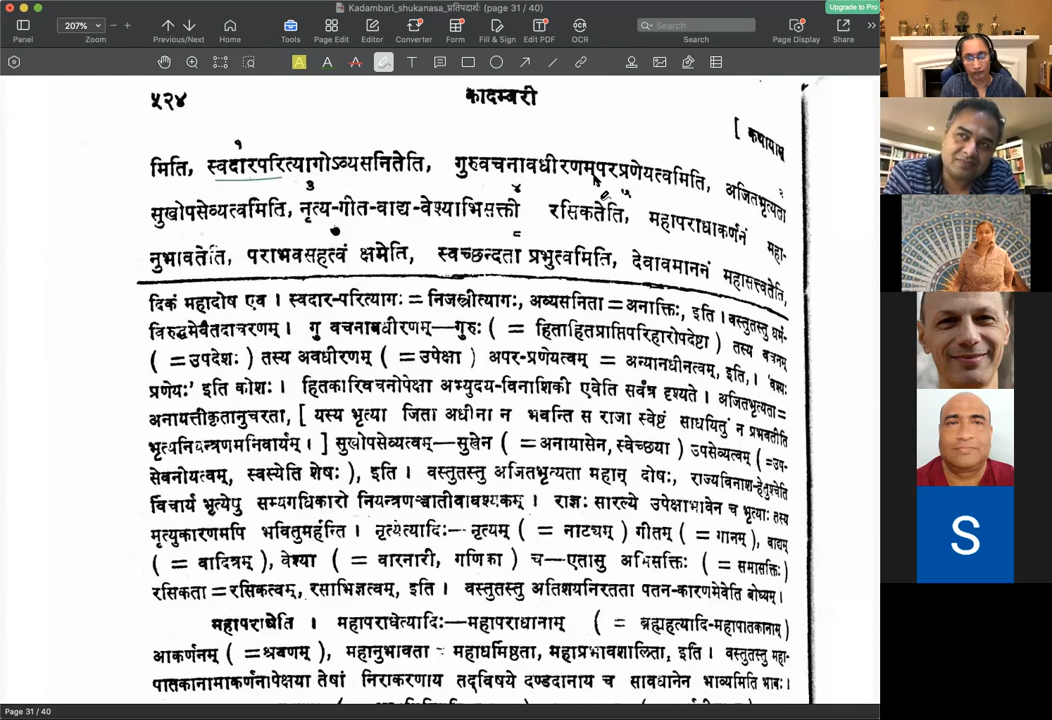 Kadambari_shukanasa_प्रतिपदार्थः (page 31 / 40)
Upgrade to Pro
207%
Panel Zoom Previous/Next Home Tools Page Edit Editor Converter Form Fill & Sign Edit PDF OCR Search Page Display Share
OCR
Search
५२४ कादम्बरी [ कथायाम्
मिति, स्वदारपरित्यागोऽव्यसनितेति, गुरुवचनावधीरणमपरप्रणेयत्वमिति, अजितभृत्यता
सुखोपसेव्यत्वमिति, नृत्य-गीत-वाद्य-वेश्याभिसक्ती रसिकतेति, महापराधाकर्णनं महा-
नुभावतेति, पराभवसहत्वं क्षमेति, स्वच्छन्दता प्रभुत्वमिति, देवावमाननं महासत्त्वतेति,
दिकं महादोष एव । स्वदार-परित्यागः = निजस्त्रीत्यागः, अव्यसनिता = अनाक्तिः, इति । वस्तुतस्तु धर्म-
विरुद्धमेवैतदाचरणम् । गु वचनावधीरणम्—गुरुः ( = हिताहितप्राप्तिपरिहारोपदेष्टा ) तस्य वचनम्
( = उपदेशः ) तस्य अवधीरणम् ( = उपेक्षा ) अपर-प्रणेयत्वम् = अन्यानधीनत्वम्, इति, । 'वश्यः
प्रणेयः' इति कोशः । हितकारिवचनोपेक्षा अभ्युदय-विनाशिकी एवेति सर्वत्र दृश्यते । अजितभृत्यता=
अनायत्तीकृतानुचरता, [ यस्य भृत्या जिता अधीना न भवन्ति स राजा स्वेष्टं साधयितुं न प्रभवतीति
भृत्यनियन्त्रणमनिवार्यम् । ] सुखोपसेव्यत्वम्—सुखेन ( = अनायासेन, स्वेच्छया ) उपसेव्यत्वम् ( =उप-
सेवनीयत्वम्, स्वस्येति शेषः ), इति । वस्तुतस्तु अजितभृत्यता महान् दोषः, राज्यविनाश-हेतुश्चेति
विचार्य भृत्येषु सम्यगधिकारो नियन्त्रणञ्चातीवावश्यकम् । राज्ञः सारल्ये उपेक्षाभावेन च भृत्याः तस्य
मृत्युकारणमपि भवितुमर्हन्ति । नृत्येत्यादिः—नृत्यम् ( = नाट्यम् ) गीतम् ( = गानम् ), वाद्यम्
( = वादित्रम् ), वेश्या ( = वारनारी, गणिका ) च—एतासु अभिसक्तिः ( = समासक्तिः )
रसिकता = रसिकत्वम्, रसाभिज्ञत्वम्, इति । वस्तुतस्तु अतिशयनिरतता पतन-कारणमेवेति बोध्यम् ।
महापराधेति । महापराधेत्यादिः—महापराधानाम् ( = ब्रह्महत्यादि-महापातकानाम् )
आकर्णनम् ( = श्रवणम् ), महानुभावता - महाधर्मिष्ठता, महाप्रभावशालिता, इति । वस्तुतस्तु महा-
पातकानामाकर्णनापेक्षया तेषां निराकरणाय तद्विषये दण्डदानाय च सावधानेन भाव्यमिति भावः ।
S
Page 31 / 40